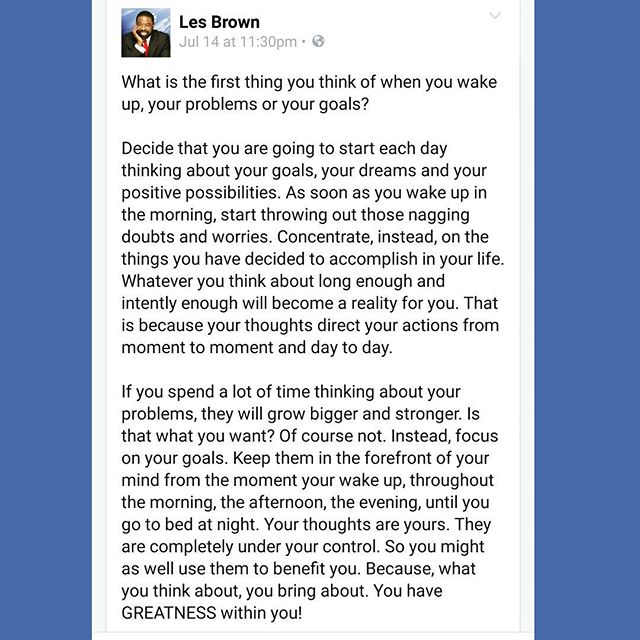 Les Brown
Jul 14 at 11:30pm •
What is the first thing you think of when you wake
up, your problems or your goals?
Decide that you are going to start each day
thinking about your goals, your dreams and your
positive possibilities. As soon as you wake up in
the morning, start throwing out those nagging
doubts and worries. Concentrate, instead, on the
things you have decided to accomplish in your life.
Whatever you think about long enough and
intently enough will become a reality for you. That
is because your thoughts direct your actions from
moment to moment and day to day.
If you spend a lot of time thinking about your
problems, they will grow bigger and stronger. Is
that what you want? Of course not. Instead, focus
on your goals. Keep them in the forefront of your
mind from the moment your wake up, throughout
the morning, the afternoon, the evening, until you
go to bed at night. Your thoughts are yours. They
are completely under your control. So you might
as well use them to benefit you. Because, what
you think about, you bring about. You have
GREATNESS within you!